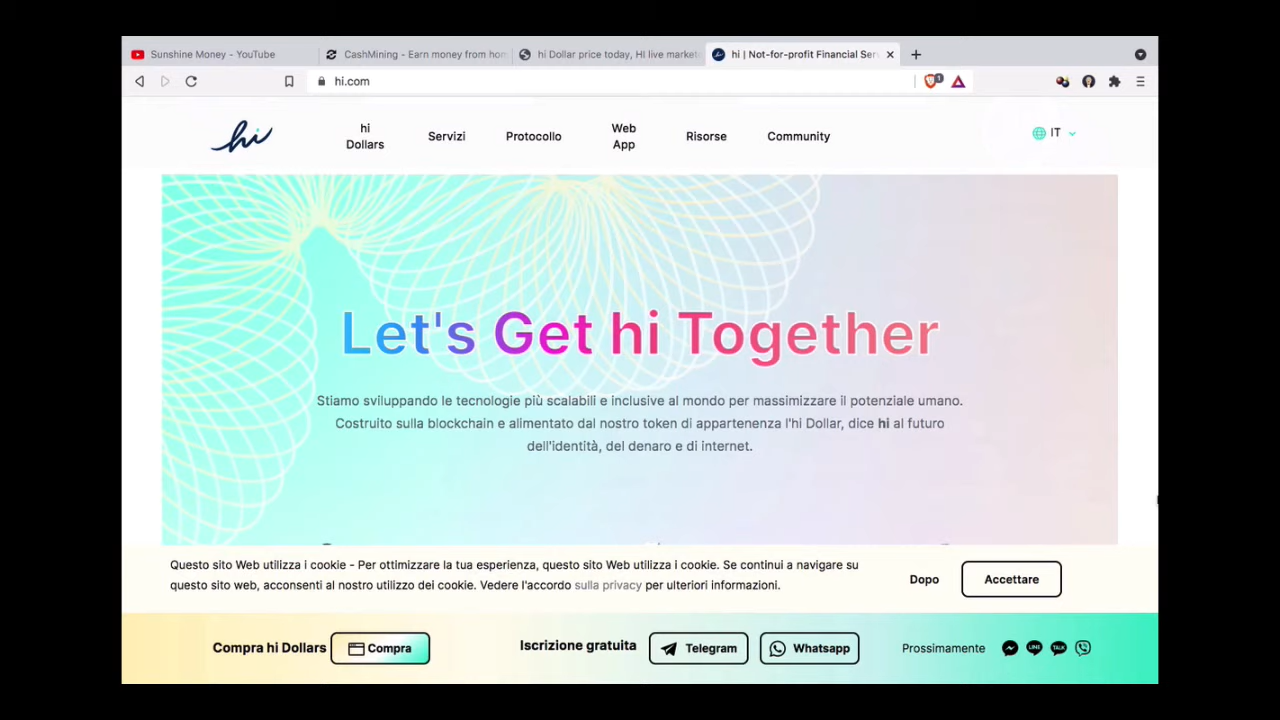 Sunshine Money - YouTube
CashMining - Earn money from hom
hi Dollar price today, HI live market
hi | Not-for-profit Financial Serv
hi.com
1
hi
hi Dollars
Servizi
Protocollo
Web App
Risorse
Community
IT
Let's Get hi Together
Stiamo sviluppando le tecnologie più scalabili e inclusive al mondo per massimizzare il potenziale umano.
Costruito sulla blockchain e alimentato dal nostro token di appartenenza l'hi Dollar, dice hi al futuro
dell'identità, del denaro e di internet.
Questo sito Web utilizza i cookie - Per ottimizzare la tua esperienza, questo sito Web utilizza i cookie. Se continui a navigare su
questo sito web, acconsenti al nostro utilizzo dei cookie. Vedere l'accordo sulla privacy per ulteriori informazioni.
Dopo
Accettare
Compra hi Dollars
Compra
Iscrizione gratuita
Telegram
Whatsapp
Prossimamente
LINE
TALK